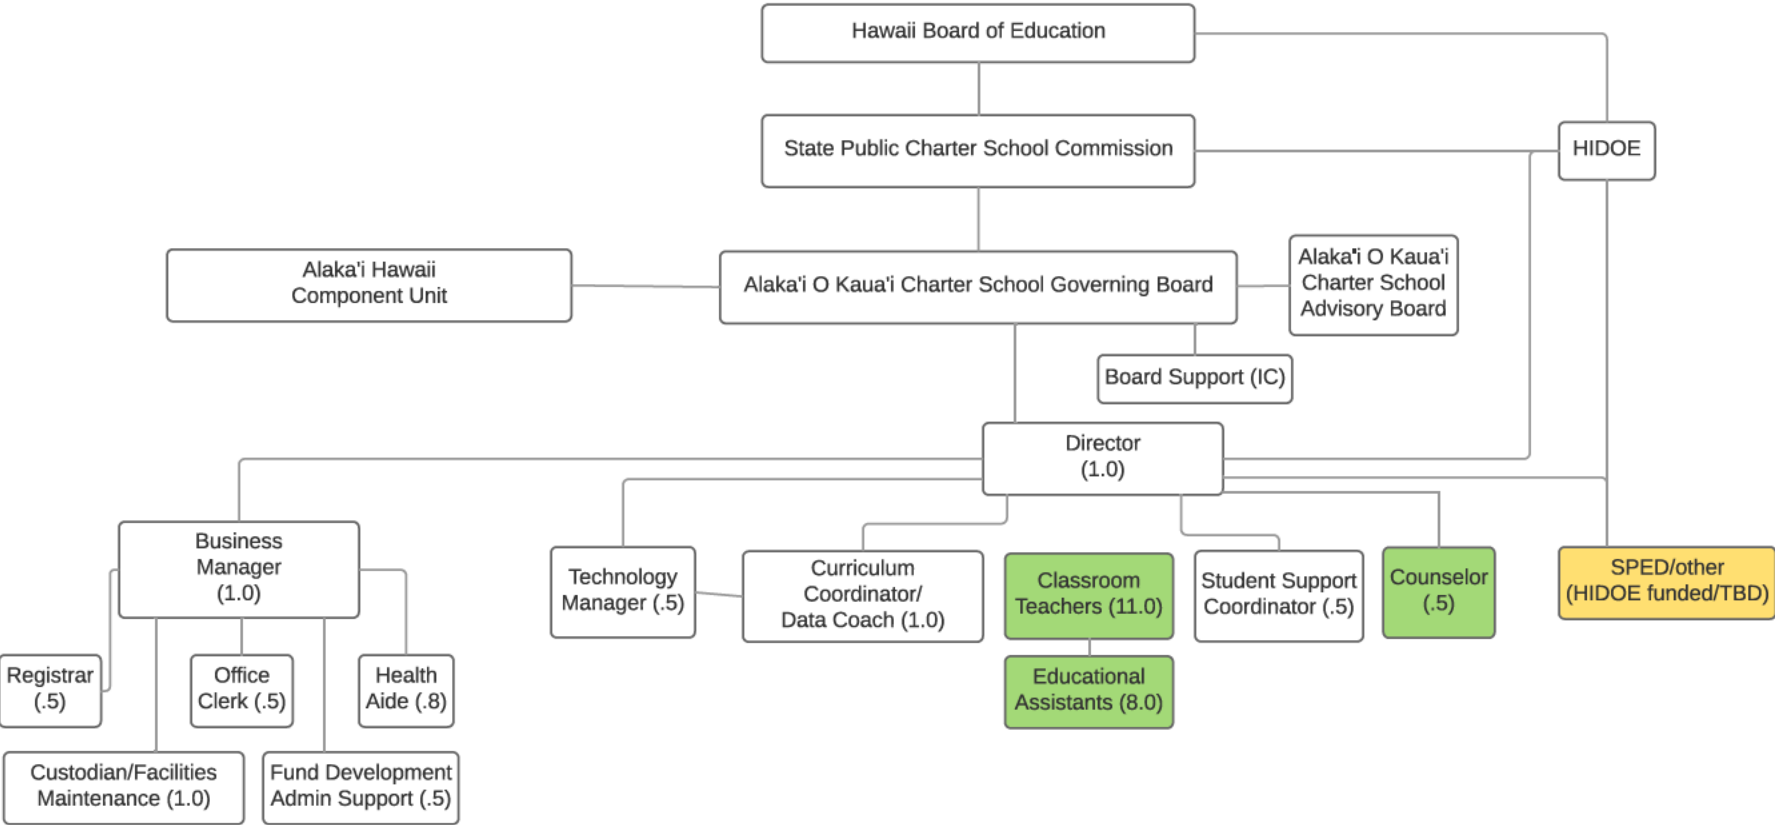 Hawaii Board of Education
State Public Charter School Commission
HIDOE
Alaka'i Hawaii
Component Unit
Alaka'i O Kaua'i Charter School Governing Board
Alaka'i O Kaua'i
Charter School
Advisory Board
Board Support (IC)
Director
(1.0)
Business
Manager
(1.0)
Technology
Manager (.5)
Curriculum
Coordinator/
Data Coach (1.0)
Classroom
Teachers (11.0)
Student Support
Coordinator (.5)
Counselor
(.5)
SPED/other
(HIDOE funded/TBD)
Registrar
(.5)
Office
Clerk (.5)
Health
Aide (.8)
Educational
Assistants (8.0)
Custodian/Facilities
Maintenance (1.0)
Fund Development
Admin Support (.5)